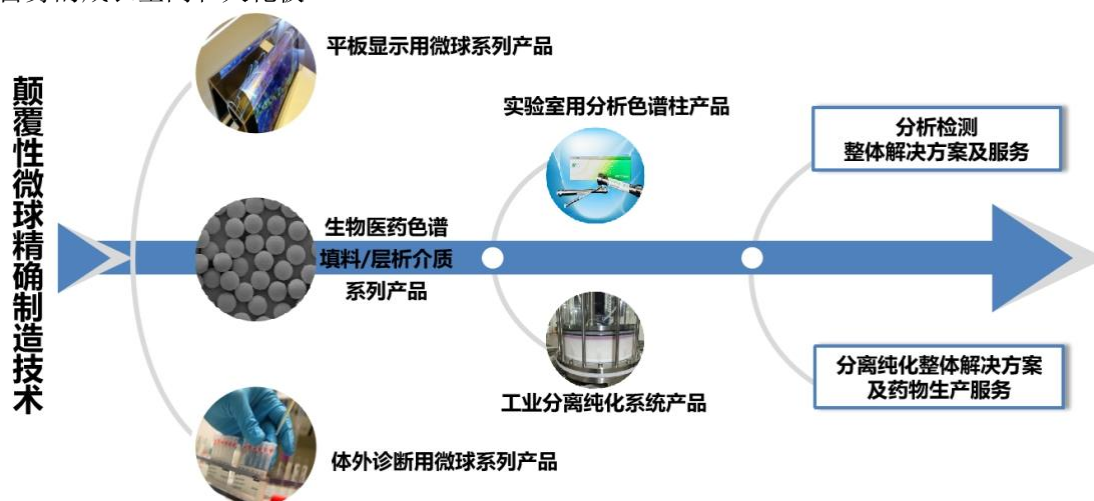 颠覆性微球精确制造技术
平板显示用微球系列产品
生物医药色谱
填料/层析介质
系列产品
体外诊断用微球系列产品
实验室用分析色谱柱产品
工业分离纯化系统产品
分析检测
整体解决方案及服务
分离纯化整体解决方案
及药物生产服务